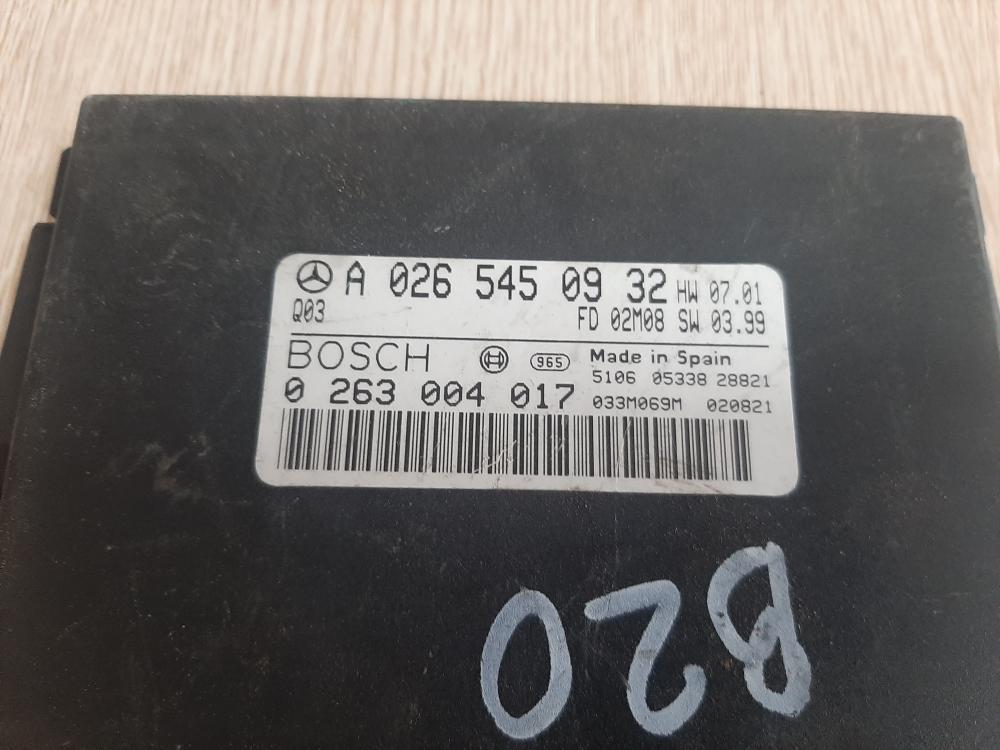 A 026 545 09 32 HW 07.01
Q03 FD 02M08 SW 03.99
BOSCH 965 Made in Spain
5106 05338 28821
0 263 004 017 033M069M 020821
B20